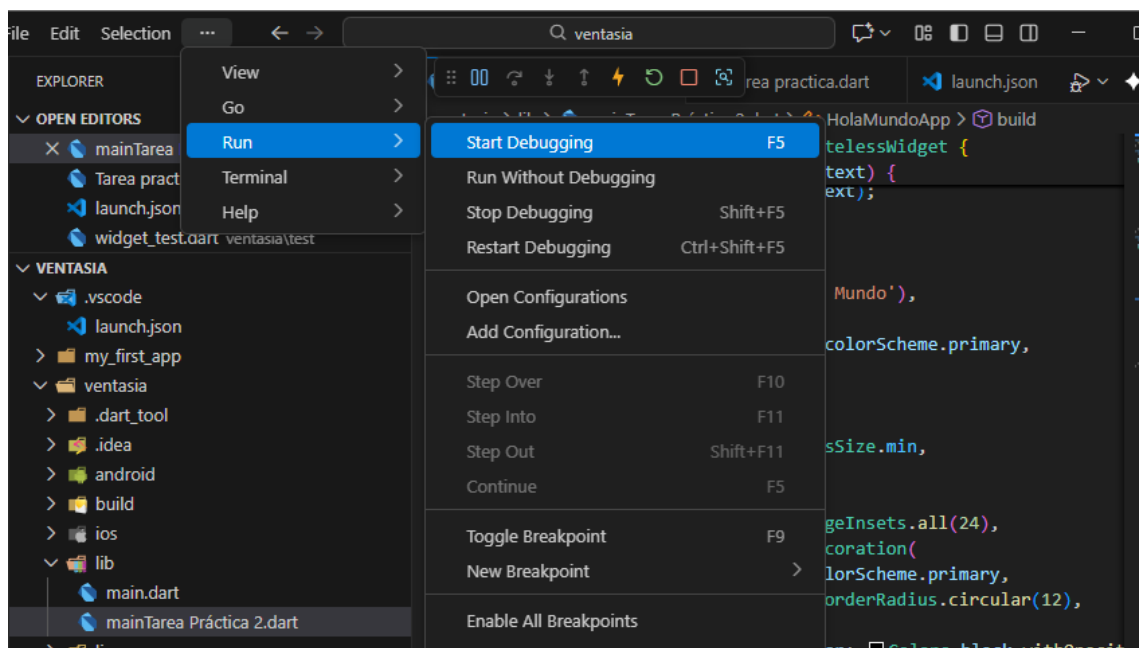 File Edit Selection ... ventasia
EXPLORER
rea practica.dart
launch.json
OPEN EDITORS
mainTarea
Tarea pract
launch.json
widget_test.dart ventasia\test
VENTASIA
.vscode
launch.json
my_first_app
ventasia
.dart_tool
.idea
android
build
ios
lib
main.dart
mainTarea Práctica 2.dart
View
Go
Run
Terminal
Help
Start Debugging F5
Run Without Debugging
Stop Debugging Shift+F5
Restart Debugging Ctrl+Shift+F5
Open Configurations
Add Configuration...
Step Over F10
Step Into F11
Step Out Shift+F11
Continue F5
Toggle Breakpoint F9
New Breakpoint
Enable All Breakpoints
HolaMundoApp > build
telessWidget {
text) {
ext);
Mundo'),
colorScheme.primary,
sSize.min,
geInsets.all(24),
coration(
lorScheme.primary,
orderRadius.circular(12),